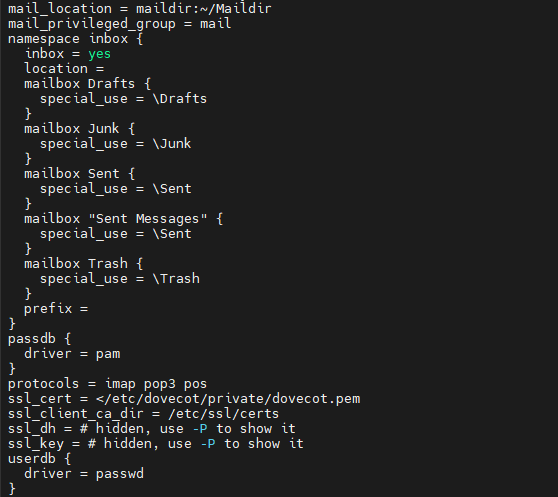 mail_location = maildir:~/Maildir
mail_privileged_group = mail
namespace inbox {
  inbox = yes
  location =
  mailbox Drafts {
    special_use = \Drafts
  }
  mailbox Junk {
    special_use = \Junk
  }
  mailbox Sent {
    special_use = \Sent
  }
  mailbox "Sent Messages" {
    special_use = \Sent
  }
  mailbox Trash {
    special_use = \Trash
  }
  prefix =
}
passdb {
  driver = pam
}
protocols = imap pop3 pos
ssl_cert = </etc/dovecot/private/dovecot.pem
ssl_client_ca_dir = /etc/ssl/certs
ssl_dh = # hidden, use -P to show it
ssl_key = # hidden, use -P to show it
userdb {
  driver = passwd
}